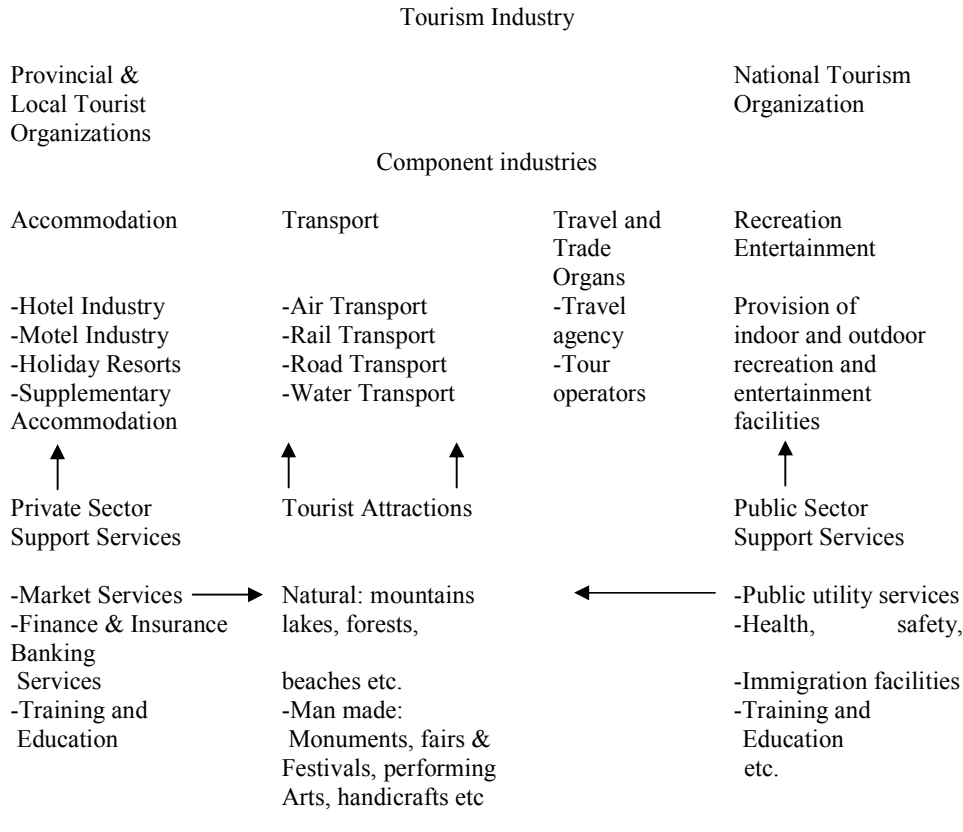 Tourism Industry
Provincial &
Local Tourist
Organizations
National Tourism
Organization
Component industries
Accommodation
-Hotel Industry
-Motel Industry
-Holiday Resorts
-Supplementary
Accommodation
Transport
-Air Transport
-Rail Transport
-Road Transport
-Water Transport
Travel and
Trade
Organs
-Travel
agency
-Tour
operators
Recreation
Entertainment
Provision of
indoor and outdoor
recreation and
entertainment
facilities
Private Sector
Support Services
-Market Services
-Finance & Insurance
Banking
Services
-Training and
Education
Tourist Attractions
Natural: mountains
lakes, forests,
beaches etc.
-Man made:
Monuments, fairs &
Festivals, performing
Arts, handicrafts etc
Public Sector
Support Services
-Public utility services
-Health, safety,
-Immigration facilities
-Training and
Education
etc.